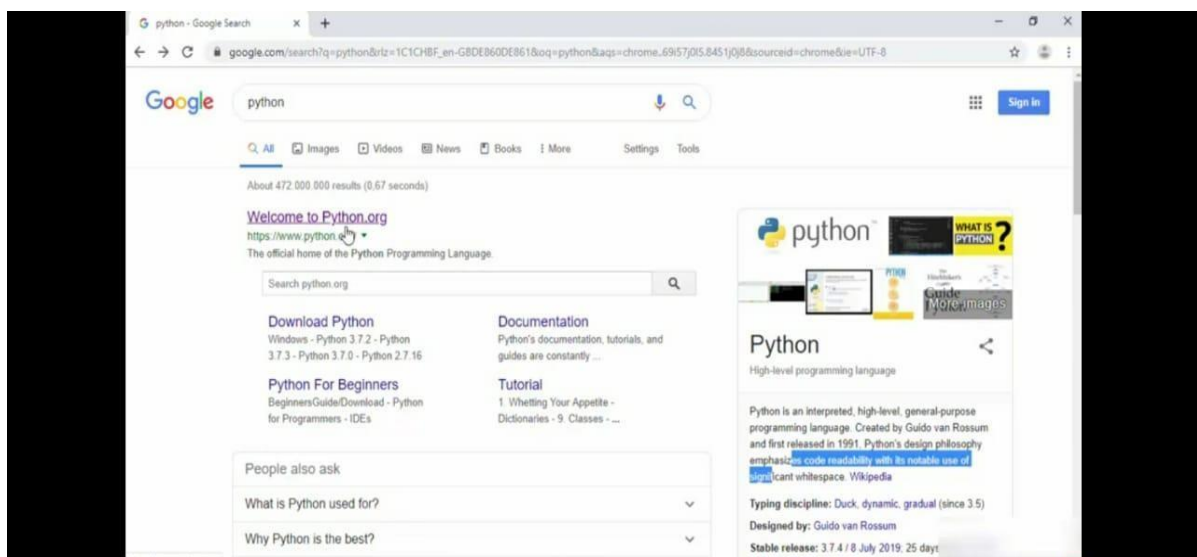 python - Google Search
google.com/search?q=python&rlz=1C1CHBF_en-GBDE860DE861&oq=python&aqs=chrome..69i57j0l5.8451j0j8&sourceid=chrome&ie=UTF-8
Google
python
Sign in
All Images Videos News Books More Settings Tools
About 472.000.000 results (0,67 seconds)
Welcome to Python.org
https://www.python.
The official home of the Python Programming Language.
Search python.org
Download Python
Windows - Python 3.7.2 - Python
3.7.3 - Python 3.7.0 - Python 2.7.16
Documentation
Python's documentation, tutorials, and
guides are constantly ...
Python For Beginners
BeginnersGuide/Download - Python
for Programmers - IDEs
Tutorial
1. Whetting Your Appetite -
Dictionaries - 9. Classes - ...
People also ask
What is Python used for?
Why Python is the best?
python
WHAT IS
PYTHON ?
PYTHON
Guide
Python
More images
Python
High-level programming language
Python is an interpreted, high-level, general-purpose
programming language. Created by Guido van Rossum
and first released in 1991, Python's design philosophy
emphasizes code readability with its notable use of
significant whitespace. Wikipedia
Typing discipline: Duck, dynamic, gradual (since 3.5)
Designed by: Guido van Rossum
Stable release: 3.7.4 / 8 July 2019; 25 days